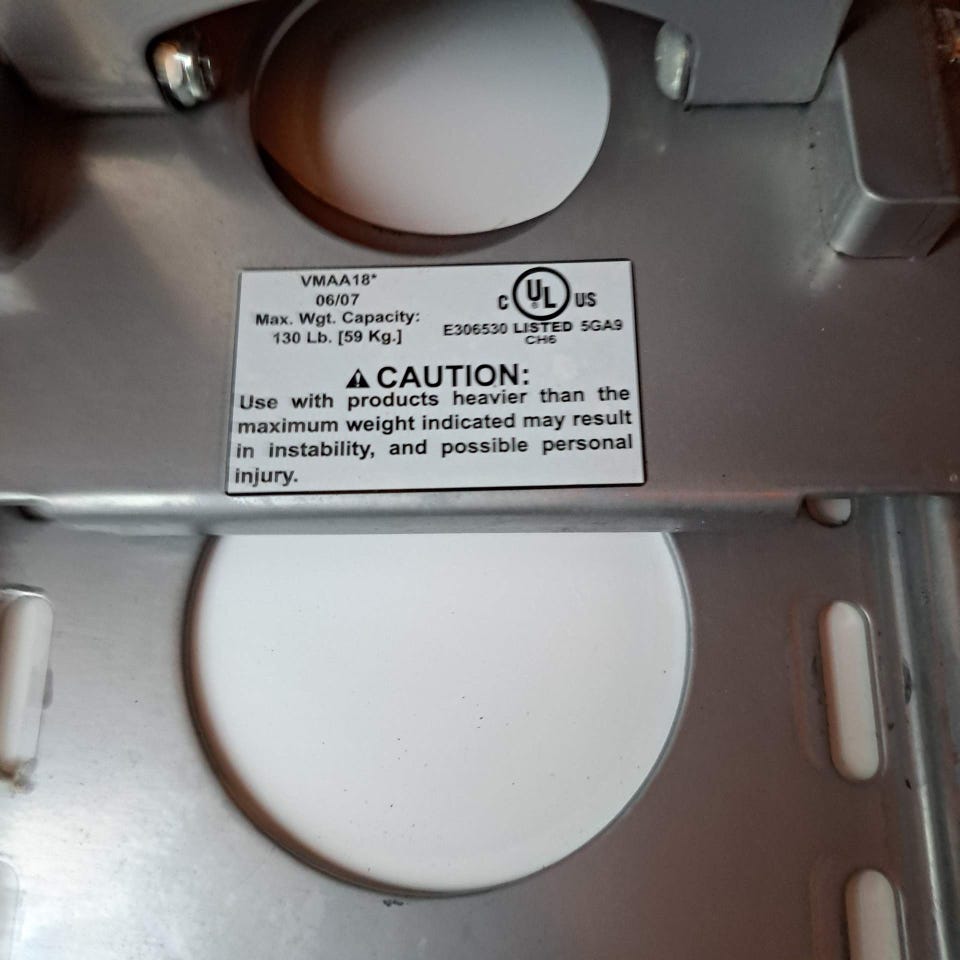 VMAA18*
06/07
Max. Wgt. Capacity:
130 Lb. [59 Kg.]
C UL ® US
E306530 LISTED 5GA9
CH6
⚠ CAUTION:
Use with products heavier than the
maximum weight indicated may result
in instability, and possible personal
injury.